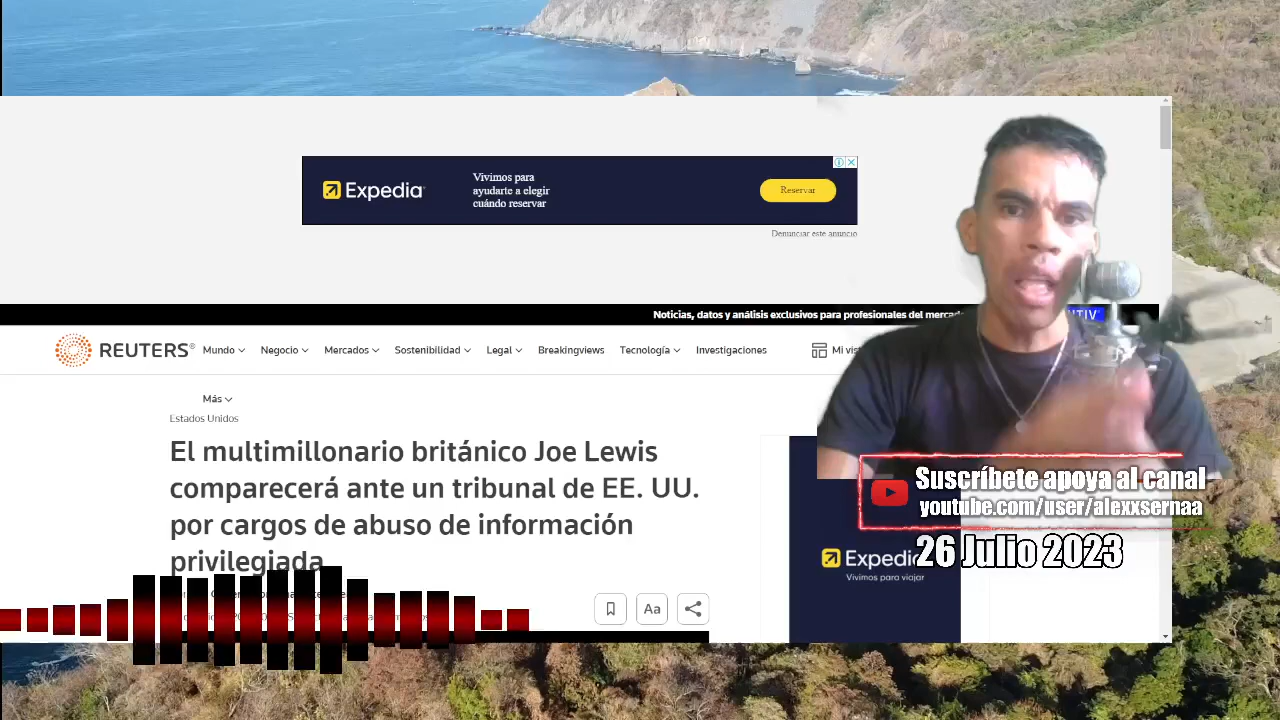 Expedia
Vivimos para
ayudarte a elegir
cuándo reservar
Reservar
Denunciar este anuncio
Noticias, datos y análisis exclusivos para profesionales del
REUTERS®
Mundo
Negocio
Mercados
Sostenibilidad
Legal
Breakingviews
Tecnología
Investigaciones
Mi
Más
Estados Unidos
El multimillonario británico Joe Lewis
comparecerá ante un tribunal de EE. UU.
por cargos de abuso de información
privilegiada
Aa
Suscríbete apoya al canal
youtube.com/user/alexxsernaa
26 Julio 2023
Vivimos para viajar